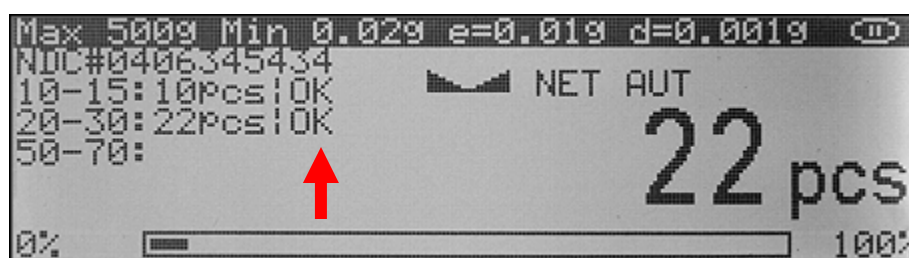 Max 500g Min 0.02g e=0.01g d=0.001g (II)
NDC#0406345434
10-15:10pcs|OK
NET AUT
20-30:22pcs|OK
22 pcs
50-70:
0% 100%